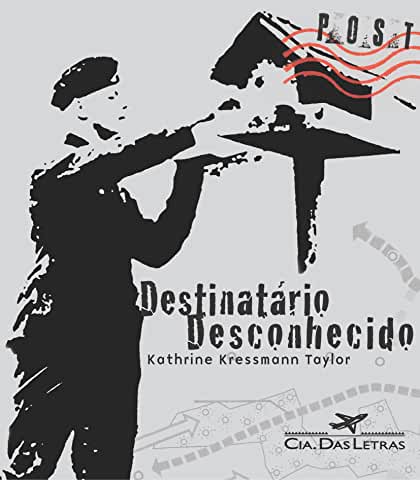 POST
Destinatário
Desconhecido
Kathrine Kressmann Taylor
CIA. DAS LETRAS